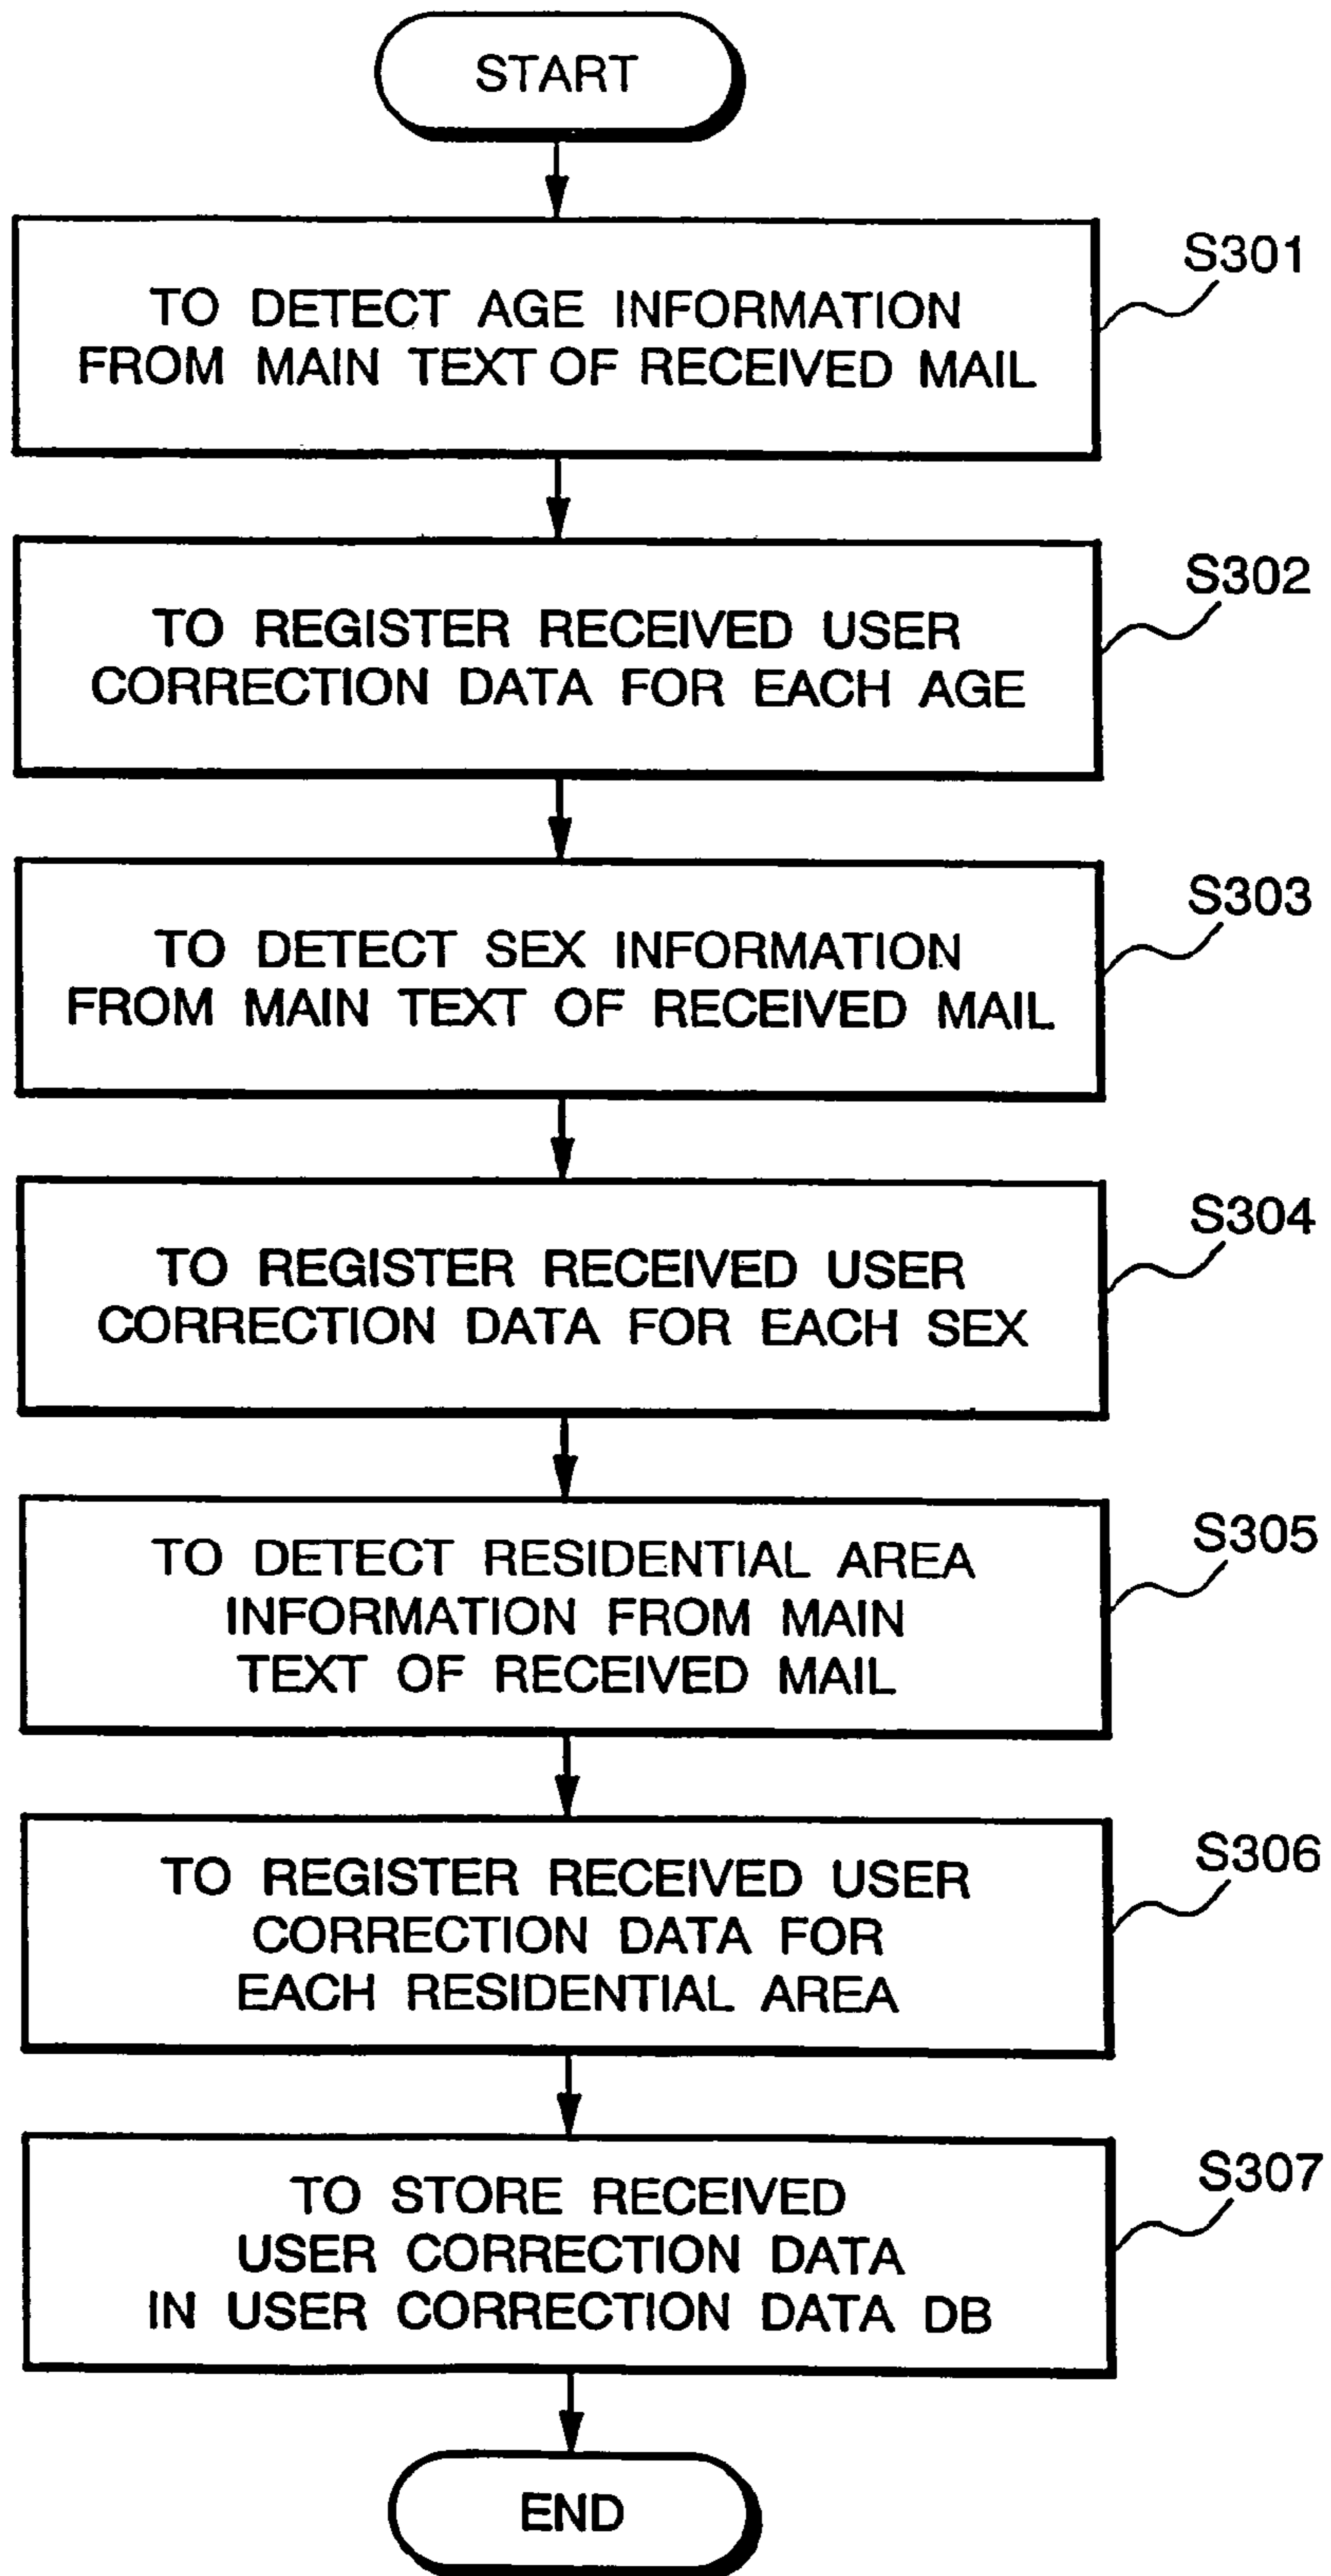 START
S301
TO DETECT AGE INFORMATION
FROM MAIN TEXT OF RECEIVED MAIL
S302
TO REGISTER RECEIVED USER
CORRECTION DATA FOR EACH AGE
S303
TO DETECT SEX INFORMATION
FROM MAIN TEXT OF RECEIVED MAIL
S304
TO REGISTER RECEIVED USER
CORRECTION DATA FOR EACH SEX
S305
TO DETECT RESIDENTIAL AREA
INFORMATION FROM MAIN
TEXT OF RECEIVED MAIL
S306
TO REGISTER RECEIVED USER
CORRECTION DATA FOR
EACH RESIDENTIAL AREA
S307
TO STORE RECEIVED
USER CORRECTION DATA
IN USER CORRECTION DATA DB
END